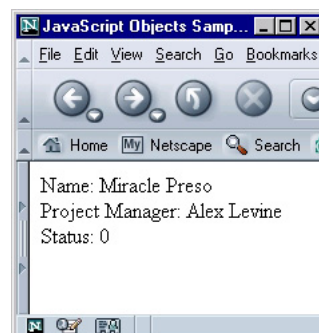 JavaScript Objects Samp...
File Edit View Search Go Bookmarks
Home My Netscape Search
Name: Miracle Preso
Project Manager: Alex Levine
Status: 0